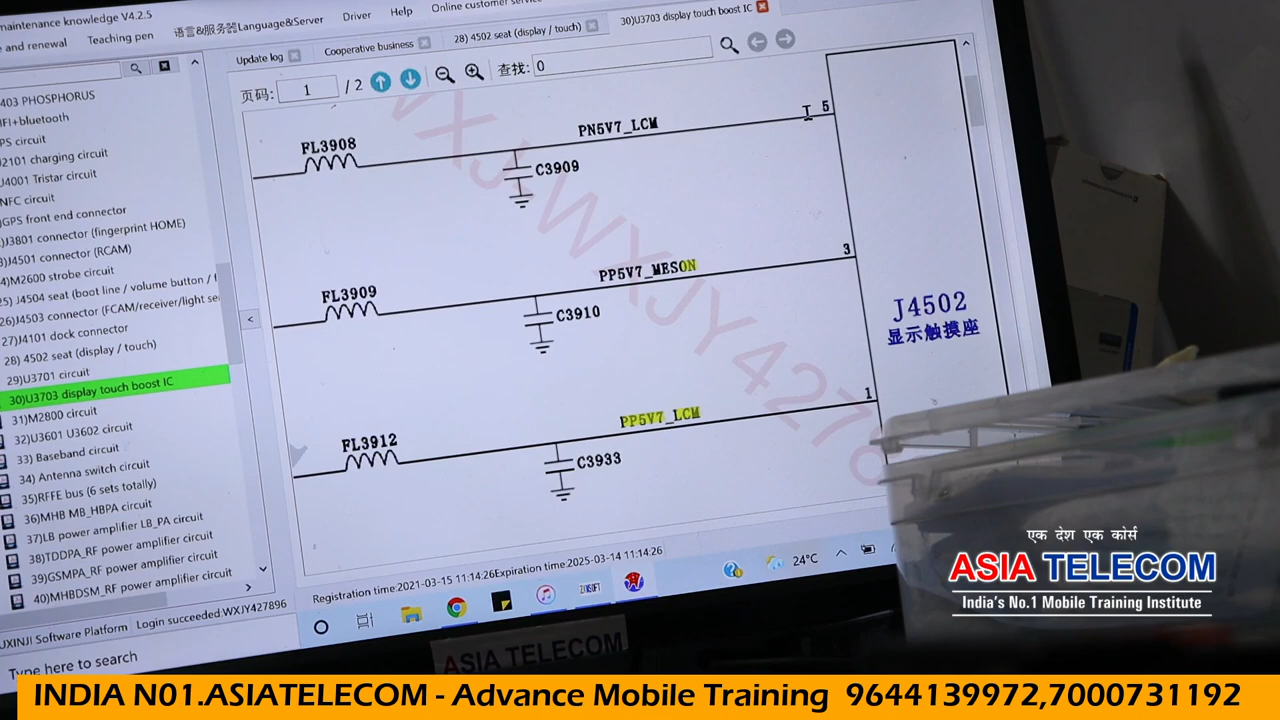 maintenance knowledge V4.2.5
e and renewal
Teaching pen
语言&服务器Language&Server
Driver
Help
Online customer service
Update log
Cooperative business
28) 4502 seat (display / touch)
30)U3703 display touch boost IC
页码:
1
/ 2
查找:
0
403 PHOSPHORUS
IFI+bluetooth
PS circuit
J2101 charging circuit
J4001 Tristar circuit
NFC circuit
)GPS front end connector
)J3801 connector (fingerprint HOME)
)J4501 connector (RCAM)
4)M2600 strobe circuit
25) J4504 seat (boot line / volume button / f
26)J4503 connector (FCAM/receiver/light se
27)J4101 dock connector
28) 4502 seat (display / touch)
29)U3701 circuit
30)U3703 display touch boost IC
31)M2800 circuit
32)U3601 U3602 circuit
33) Baseband circuit
34) Antenna switch circuit
35)RFFE bus (6 sets totally)
36)MHB MB_HBPA circuit
37)LB power amplifier LB_PA circuit
38)TDDPA_RF power amplifier circuit
39)GSMPA_RF power amplifier circuit
40)MHBDSM_RF power amplifier circuit
FL3908
PN5V7_LCM
5
C3909
FL3909
PP5V7_MESON
3
C3910
J4502
显示触摸座
FL3912
PP5V7_LCM
1
C3933
WXJ-WXJY4278
UXINJI Software Platform
Login succeeded:WXJY427896
Registration time:2021-03-15 11:14:26Expiration time:2025-03-14 11:14:26
Type here to search
ZXWSOFT
24°C
ASIA TELECOM
एक देश एक कोर्स
ASIA TELECOM
India's No.1 Mobile Training Institute
INDIA N01.ASIATELECOM - Advance Mobile Training 9644139972,7000731192